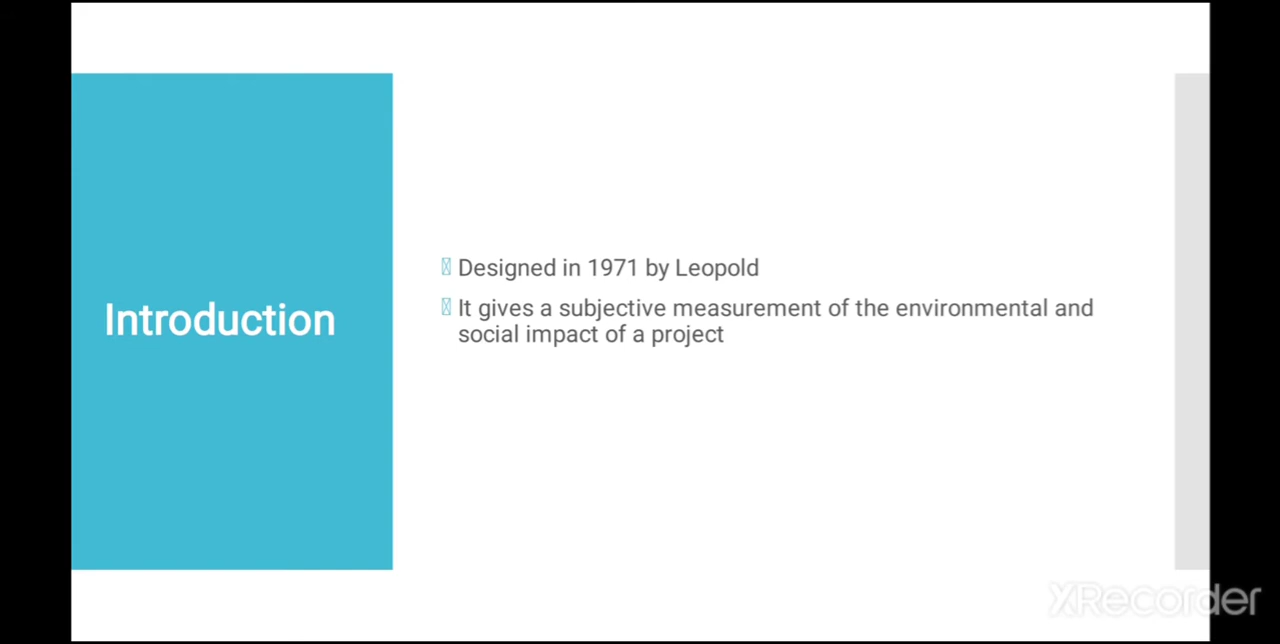 Introduction
Designed in 1971 by Leopold
It gives a subjective measurement of the environmental and
social impact of a project
XRecorder